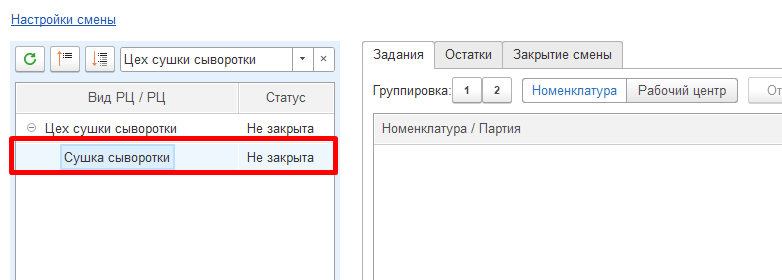 Настройки смены
Цех сушки сыворотки
Вид РЦ / РЦ Статус
Цех сушки сыворотки Не закрыта
Сушка сыворотки Не закрыта
Задания Остатки Закрытие смены
Группировка: 1 2 Номенклатура Рабочий центр От
Номенклатура / Партия